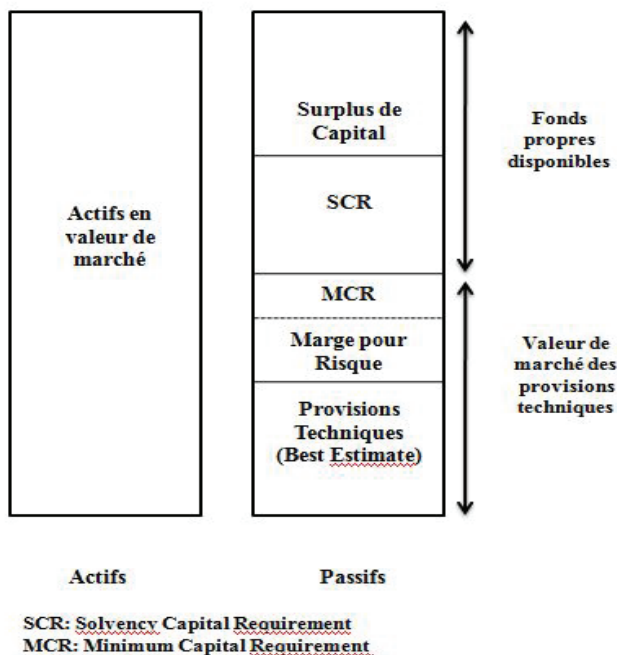 Actifs en
valeur de
marché
Surplus de
Capital
SCR
MCR
Marge pour
Risque
Provisions
Techniques
(Best Estimate)
Fonds
propres
disponibles
Valeur de
marché des
provisions
techniques
Actifs
Passifs
SCR: Solvency Capital Requirement
MCR: Minimum Capital Requirement